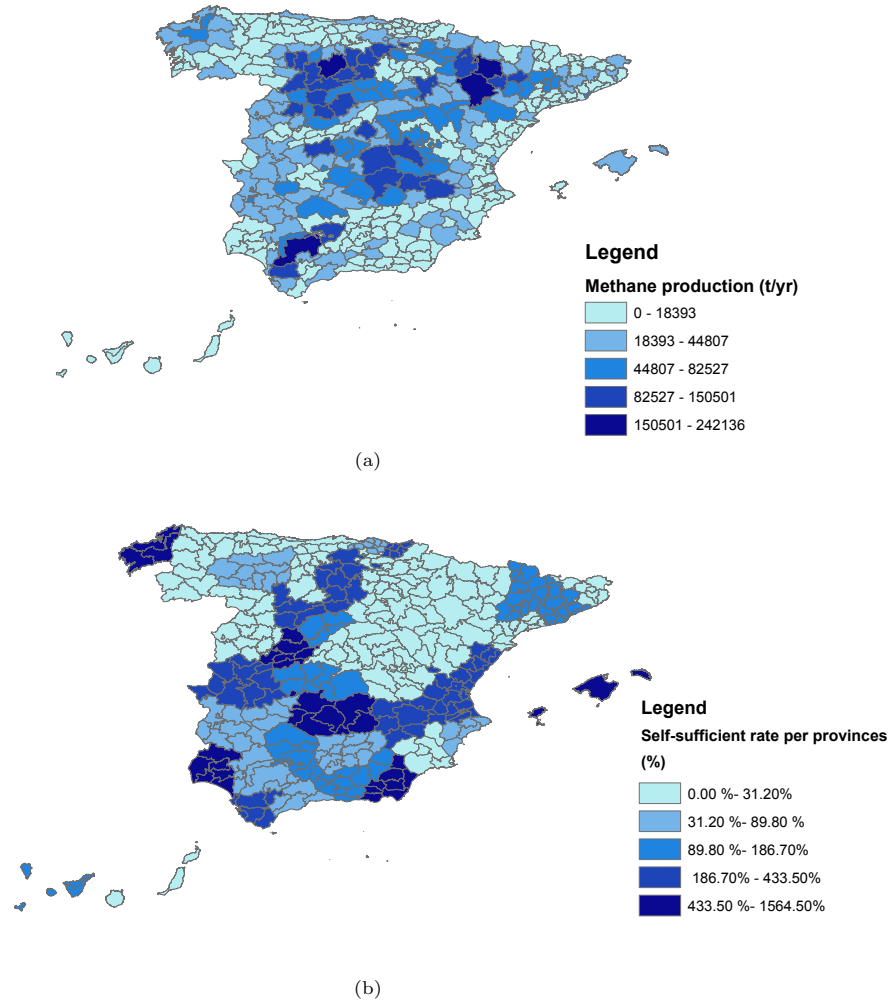 Legend
Methane production (t/yr)
0 - 18393
18393 - 44807
44807 - 82527
82527 - 150501
150501 - 242136
(a)
Legend
Self-sufficient rate per provinces
(%)
0.00 %- 31.20%
31.20 %- 89.80 %
89.80 %- 186.70%
186.70% - 433.50%
433.50 %- 1564.50%
(b)